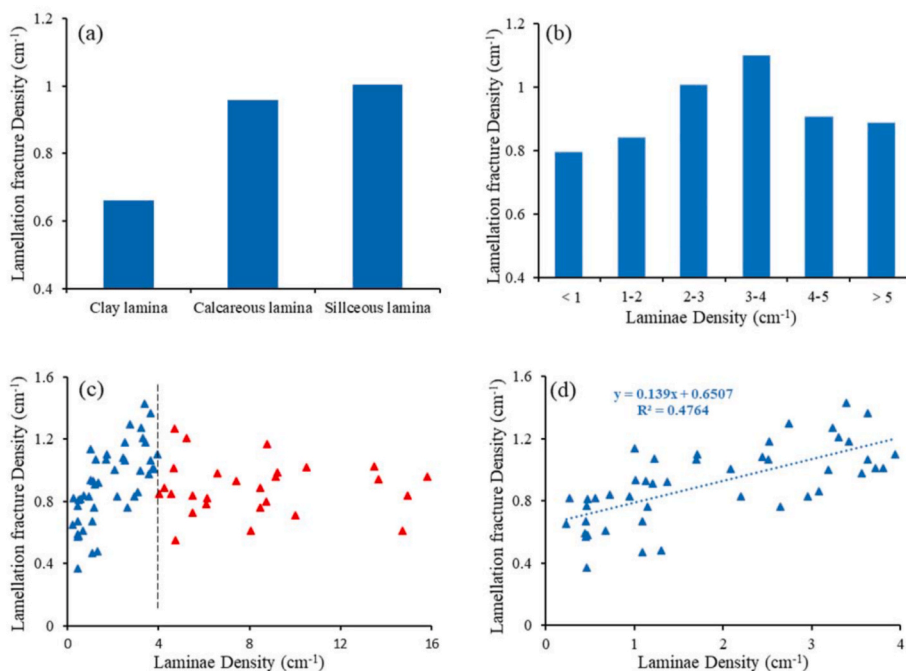 (a)
Lamellation fracture Density (cm-1)
1.2
1
0.8
0.6
0.4
Clay lamina Calcareous lamina Sillceous lamina
(b)
Lamellation fracture Density (cm-1)
1.2
1
0.8
0.6
0.4
< 1 1-2 2-3 3-4 4-5 > 5
Laminae Density (cm-1)
(c)
Lamellation fracture Density (cm-1)
1.6
1.2
0.8
0.4
0
0 4 8 12 16
Laminae Density (cm-1)
(d)
y = 0.139x + 0.6507
R² = 0.4764
Lamellation fracture Density (cm-1)
1.6
1.2
0.8
0.4
0
0 1 2 3 4
Laminae Density (cm-1)